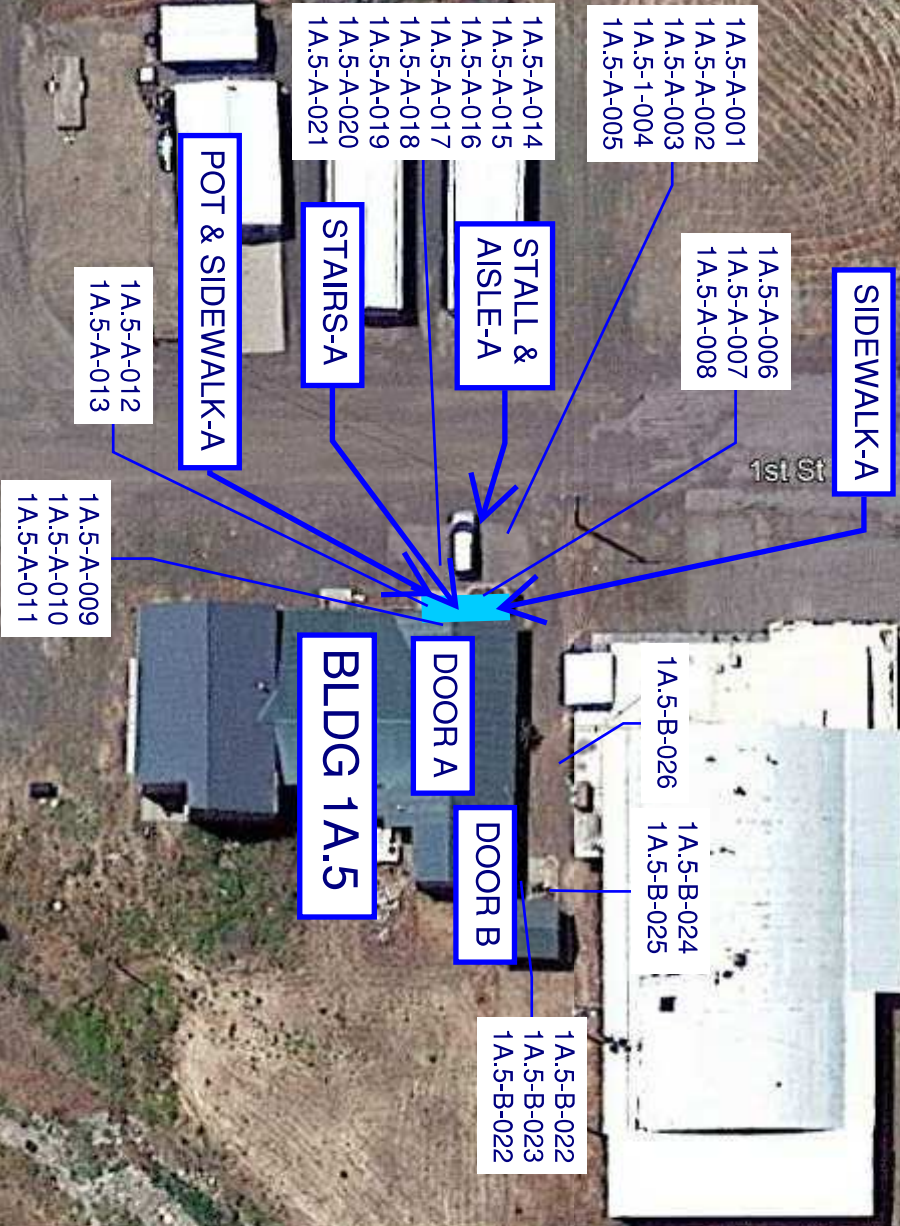 SIDEWALK-A
1A.5-A-001
1A.5-A-002
1A.5-A-003
1A.5-1-004
1A.5-A-005
1A.5-A-006
1A.5-A-007
1A.5-A-008
1st St
1A.5-A-014
1A.5-A-015
1A.5-A-016
1A.5-A-017
1A.5-A-018
1A.5-A-019
1A.5-A-020
1A.5-A-021
STALL &
AISLE-A
STAIRS-A
POT & SIDEWALK-A
1A.5-A-012
1A.5-A-013
1A.5-A-009
1A.5-A-010
1A.5-A-011
1A.5-B-026
1A.5-B-024
1A.5-B-025
DOOR A
DOOR B
BLDG 1A.5
1A.5-B-022
1A.5-B-023
1A.5-B-022